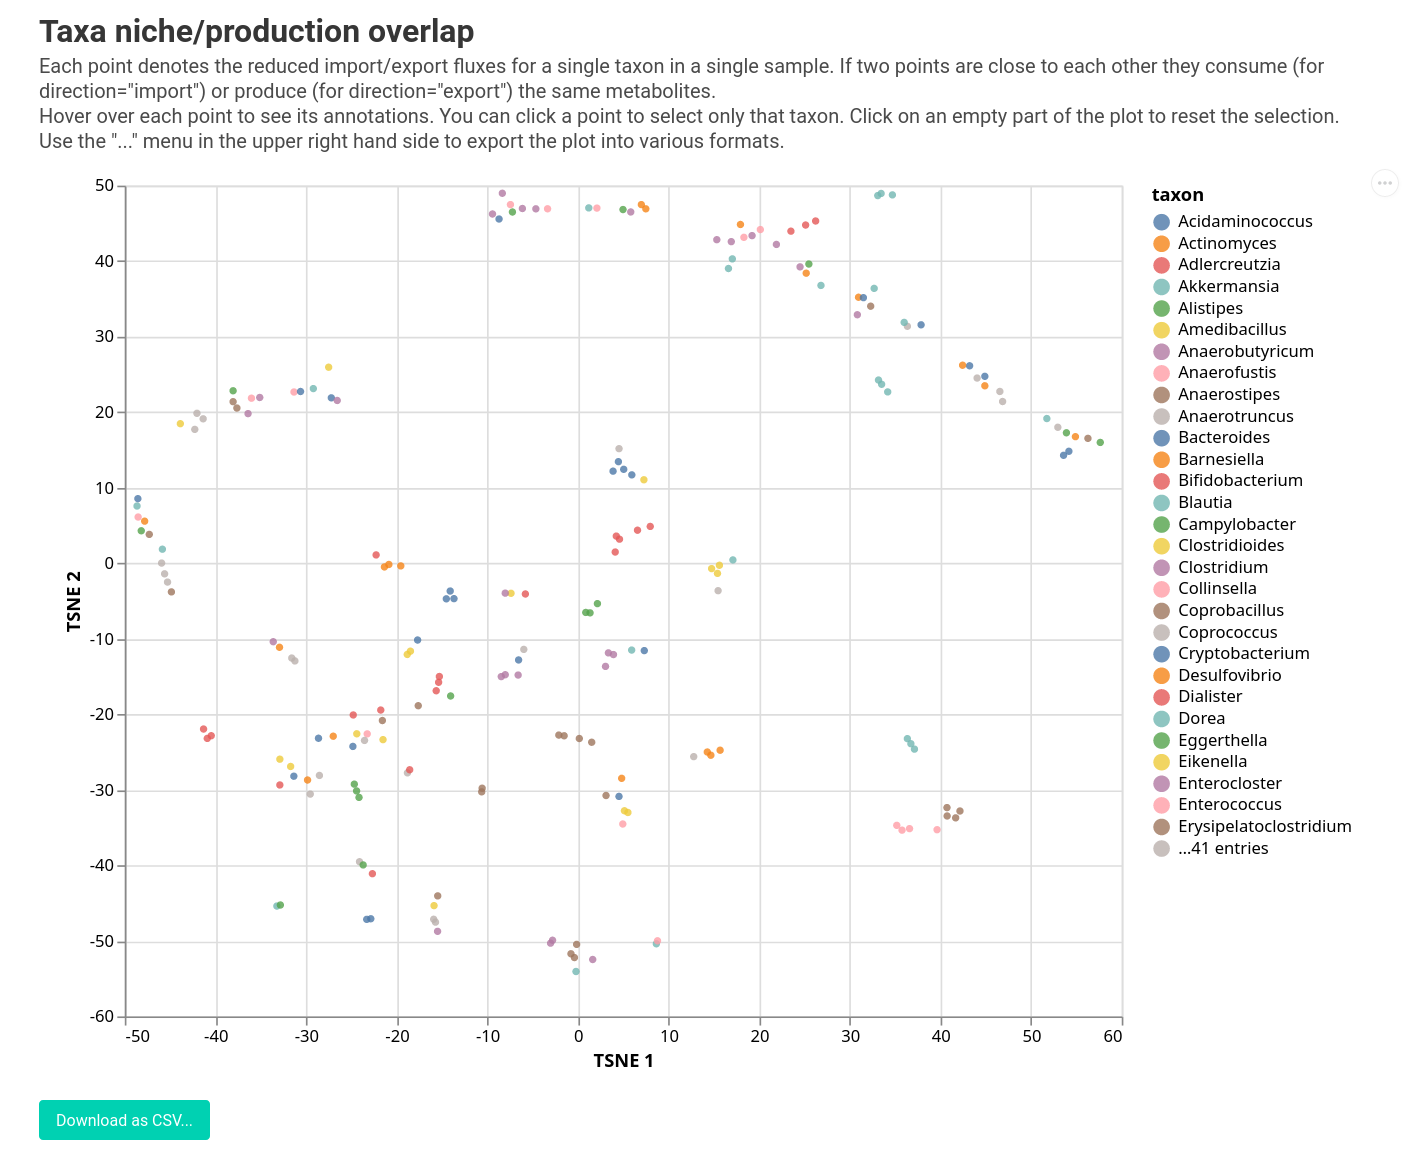 Taxa niche/production overlap
Each point denotes the reduced import/export fluxes for a single taxon in a single sample. If two points are close to each other they consume (for
direction="import") or produce (for direction="export") the same metabolites.
Hover over each point to see its annotations. You can click a point to select only that taxon. Click on an empty part of the plot to reset the selection.
Use the "..." menu in the upper right hand side to export the plot into various formats.
50
40
30
20
10
0
-10
-20
-30
-40
-50
-60
TSNE 2
-50 -40 -30 -20 -10 0 10 20 30 40 50 60
TSNE 1
taxon
Acidaminococcus
Actinomyces
Adlercreutzia
Akkermansia
Alistipes
Amedibacillus
Anaerobutyricum
Anaerofustis
Anaerostipes
Anaerotruncus
Bacteroides
Barnesiella
Bifidobacterium
Blautia
Campylobacter
Clostridioides
Clostridium
Collinsella
Coprobacillus
Coprococcus
Cryptobacterium
Desulfovibrio
Dialister
Dorea
Eggerthella
Eikenella
Enterocloster
Enterococcus
Erysipelatoclostridium
...41 entries
Download as CSV...